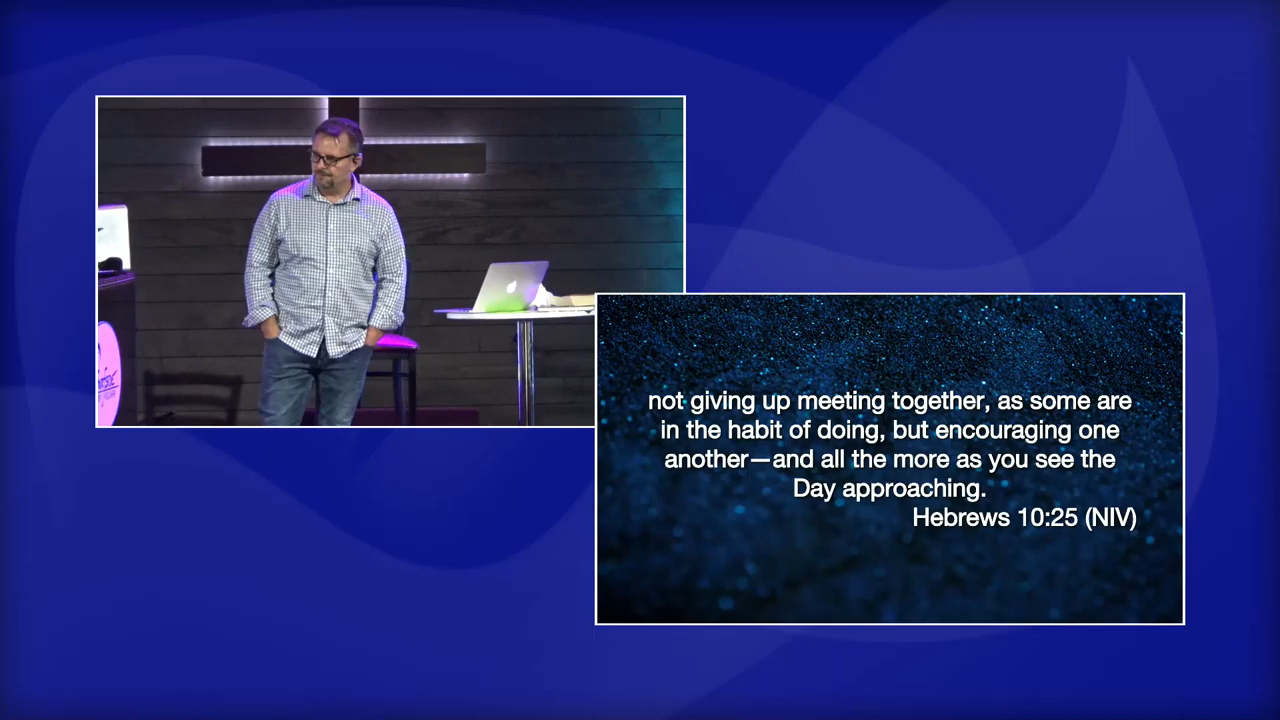 not giving up meeting together, as some are
in the habit of doing, but encouraging one
another—and all the more as you see the
Day approaching.
Hebrews 10:25 (NIV)